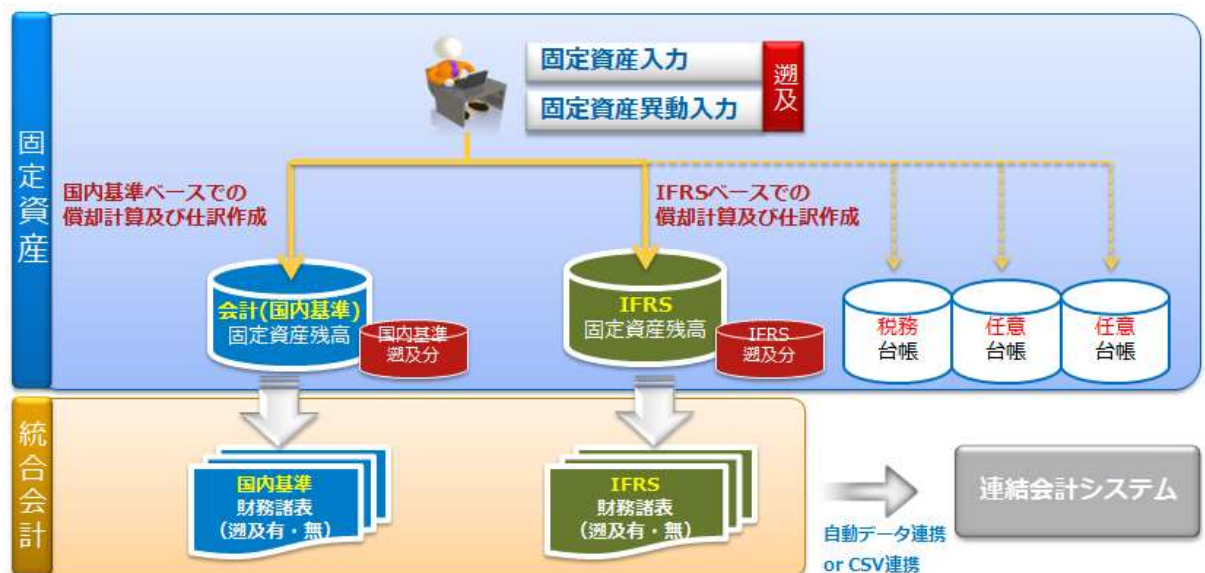 固定資産
固定資産入力
固定資産異動入力
遡及
国内基準ベースでの
償却計算及び仕訳作成
IFRSベースでの
償却計算及び仕訳作成
会計(国内基準)
固定資産残高
国内基準
遡及分
IFRS
固定資産残高
IFRS
遡及分
税務
台帳
任意
台帳
任意
台帳
統合会計
国内基準
財務諸表
(遡及有・無)
IFRS
財務諸表
(遡及有・無)
自動データ連携
or CSV連携
連結会計システム